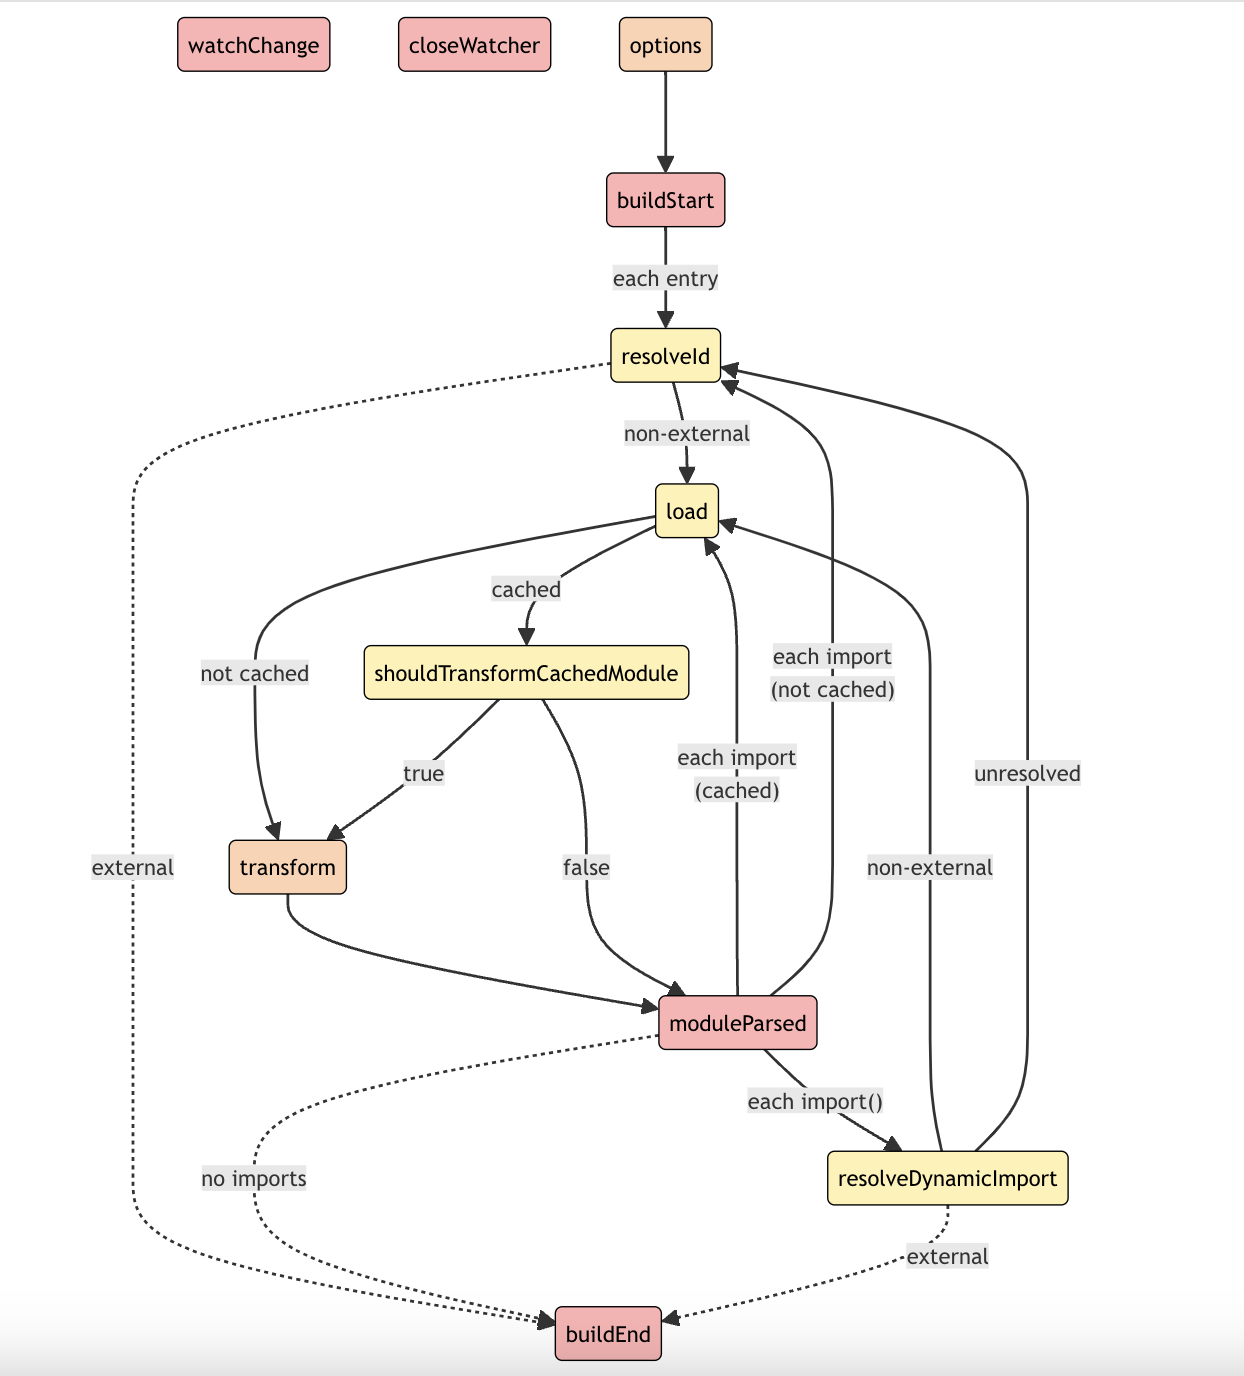 watchChange
closeWatcher
options
buildStart
each entry
resolveId
non-external
load
cached
each import
(not cached)
not cached
shouldTransformCachedModule
each import
(cached)
true
unresolved
transform
external
false
non-external
moduleParsed
each import()
no imports
resolveDynamicImport
external
buildEnd